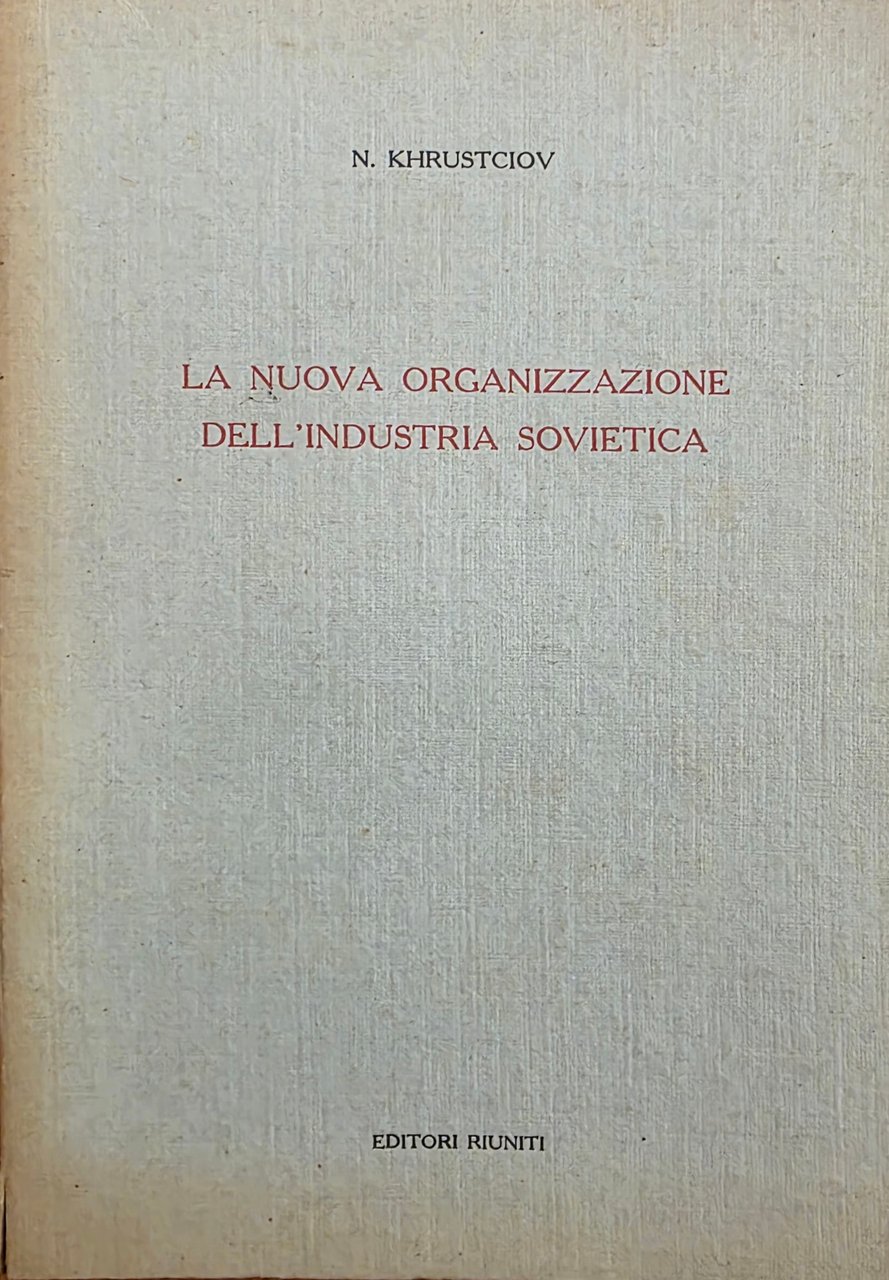 N. KHRUSTCIOV
LA NUOVA ORGANIZZAZIONE
DELL'INDUSTRIA SOVIETICA
EDITORI RIUNITI